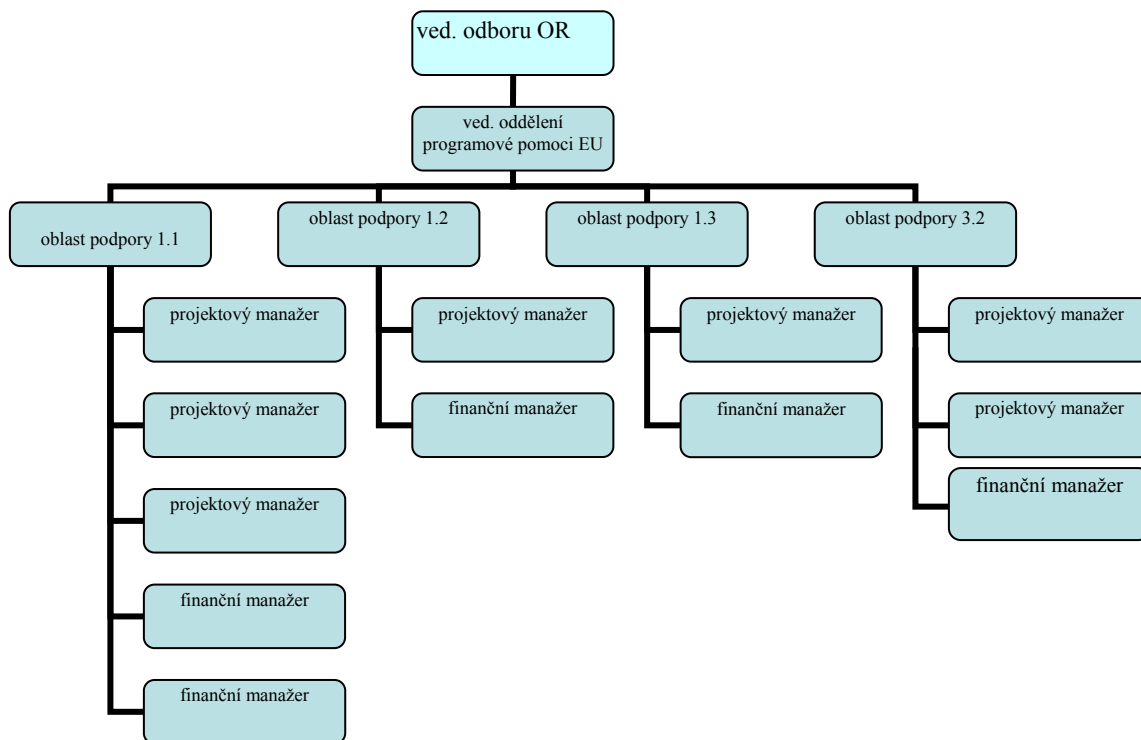 ved. odboru OR
ved. oddělení
programové pomoci EU
oblast podpory 1.1
projektový manažer
projektový manažer
projektový manažer
finanční manažer
finanční manažer
oblast podpory 1.2
projektový manažer
finanční manažer
oblast podpory 1.3
projektový manažer
finanční manažer
oblast podpory 3.2
projektový manažer
projektový manažer
finanční manažer